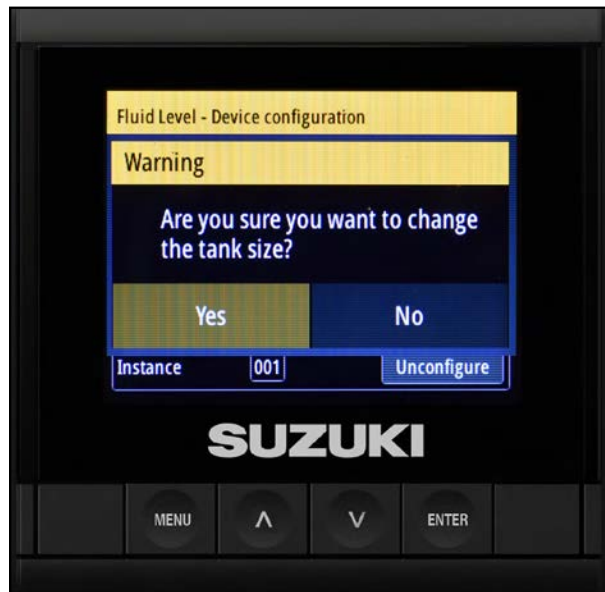 Fluid Level - Device configuration
Warning
Are you sure you want to change
the tank size?
Yes No
Instance 001 Unconfigure
SUZUKI
MENU ∧ ∨ ENTER